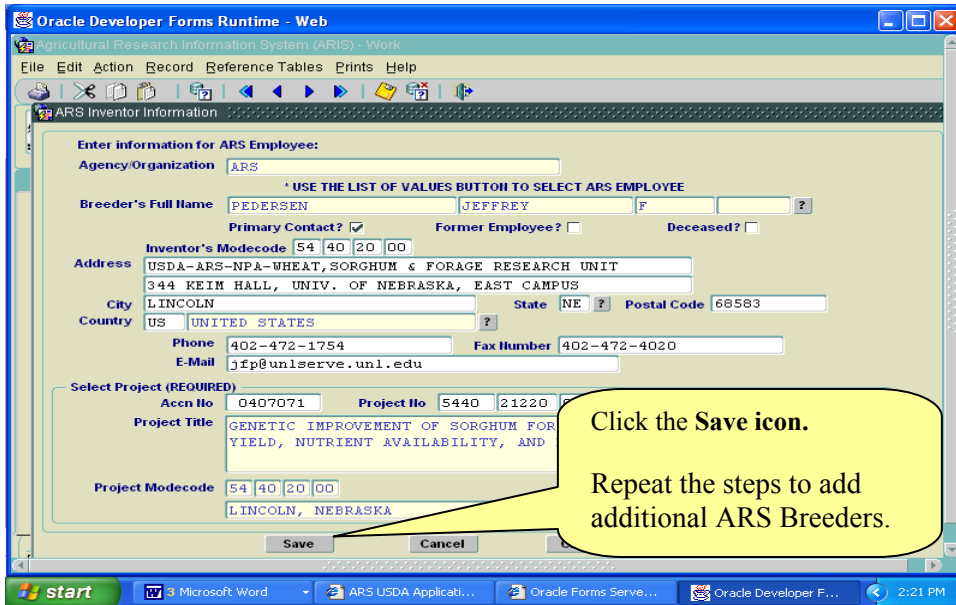 Oracle Developer Forms Runtime - Web
Agricultural Research Information System (ARIS) - Work
File Edit Action Record Reference Tables Prints Help
ARS Inventor Information
Enter information for ARS Employee:
Agency/Organization ARS
* USE THE LIST OF VALUES BUTTON TO SELECT ARS EMPLOYEE
Breeder's Full Name PEDERSEN JEFFREY F ?
Primary Contact? Former Employee? Deceased?
Inventor's Modecode 54 40 20 00
Address USDA-ARS-NPA-WHEAT,SORGHUM & FORAGE RESEARCH UNIT
344 KEIM HALL, UNIV. OF NEBRASKA, EAST CAMPUS
City LINCOLN State NE ? Postal Code 68583
Country US UNITED STATES ?
Phone 402-472-1754 Fax Number 402-472-4020
E-Mail jfp@unlserve.unl.edu
Select Project (REQUIRED)
Accn No 0407071 Project No 5440 21220
Project Title GENETIC IMPROVEMENT OF SORGHUM FOR
YIELD, NUTRIENT AVAILABILITY, AND
Project Modecode 54 40 20 00
LINCOLN, NEBRASKA
Save Cancel
Click the Save icon.
Repeat the steps to add
additional ARS Breeders.
start 3 Microsoft Word ARS USDA Applicati... Oracle Forms Serve... Oracle Developer F... 2:21 PM